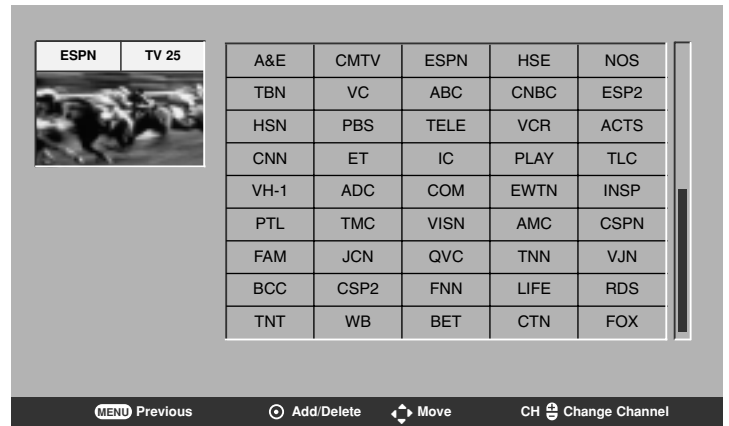 ESPN TV 25
A&E CMTV ESPN HSE NOS
TBN VC ABC CNBC ESP2
HSN PBS TELE VCR ACTS
CNN ET IC PLAY TLC
VH-1 ADC COM EWTN INSP
PTL TMC VISN AMC CSPN
FAM JCN QVC TNN VJN
BCC CSP2 FNN LIFE RDS
TNT WB BET CTN FOX
MENU Previous Add/Delete Move CH Change Channel